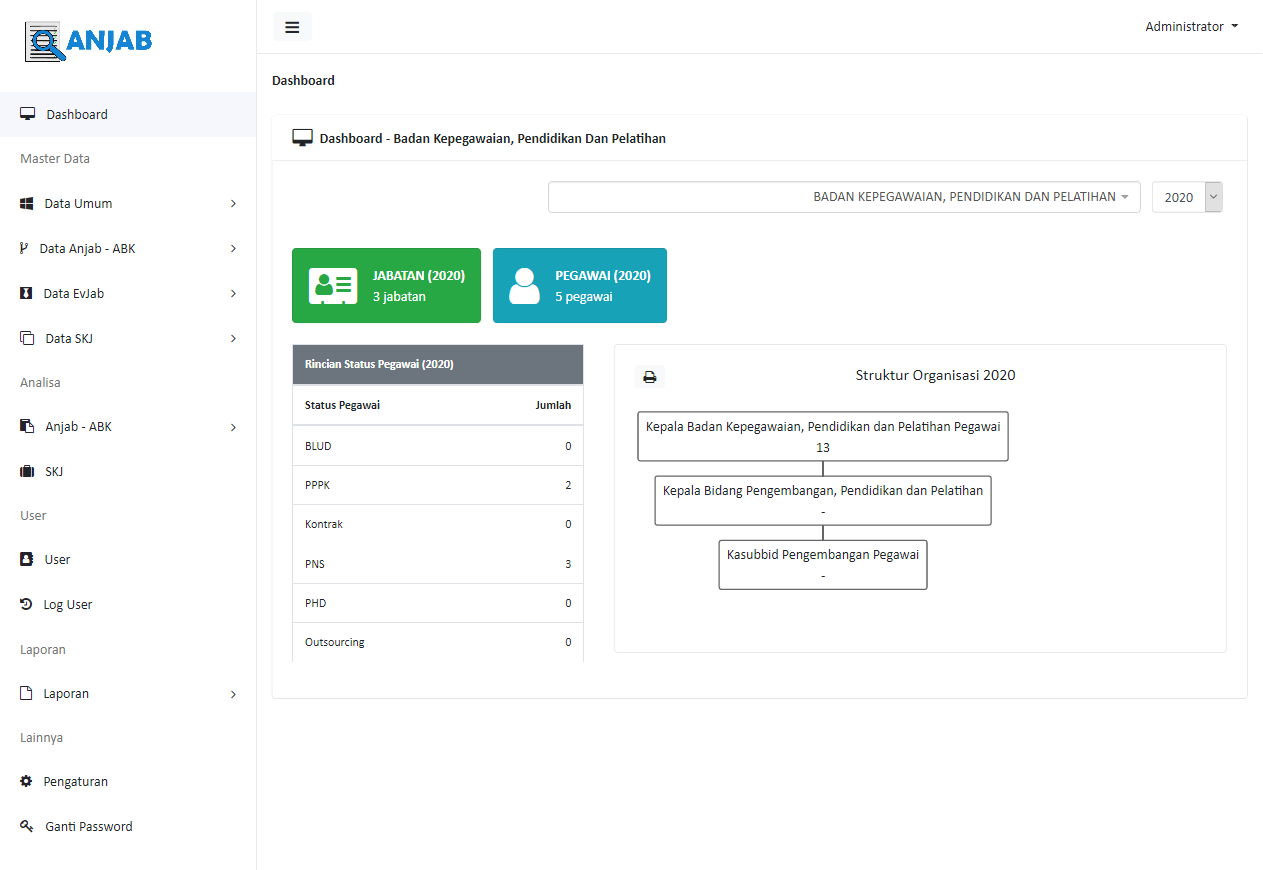 ANJAB
Administrator
Dashboard
Dashboard
Master Data
Data Umum
Data Anjab - ABK
Data EvJab
Data SKJ
Analisa
Anjab - ABK
SKJ
User
User
Log User
Laporan
Laporan
Lainnya
Pengaturan
Ganti Password
Dashboard - Badan Kepegawaian, Pendidikan Dan Pelatihan
BADAN KEPEGAWAIAN, PENDIDIKAN DAN PELATIHAN
2020
JABATAN (2020)
3 jabatan
PEGAWAI (2020)
5 pegawai
Rincian Status Pegawai (2020)
Status Pegawai Jumlah
BLUD 0
PPPK 2
Kontrak 0
PNS 3
PHD 0
Outsourcing 0
Struktur Organisasi 2020
Kepala Badan Kepegawaian, Pendidikan dan Pelatihan Pegawai
13
Kepala Bidang Pengembangan, Pendidikan dan Pelatihan
-
Kasubbid Pengembangan Pegawai
-